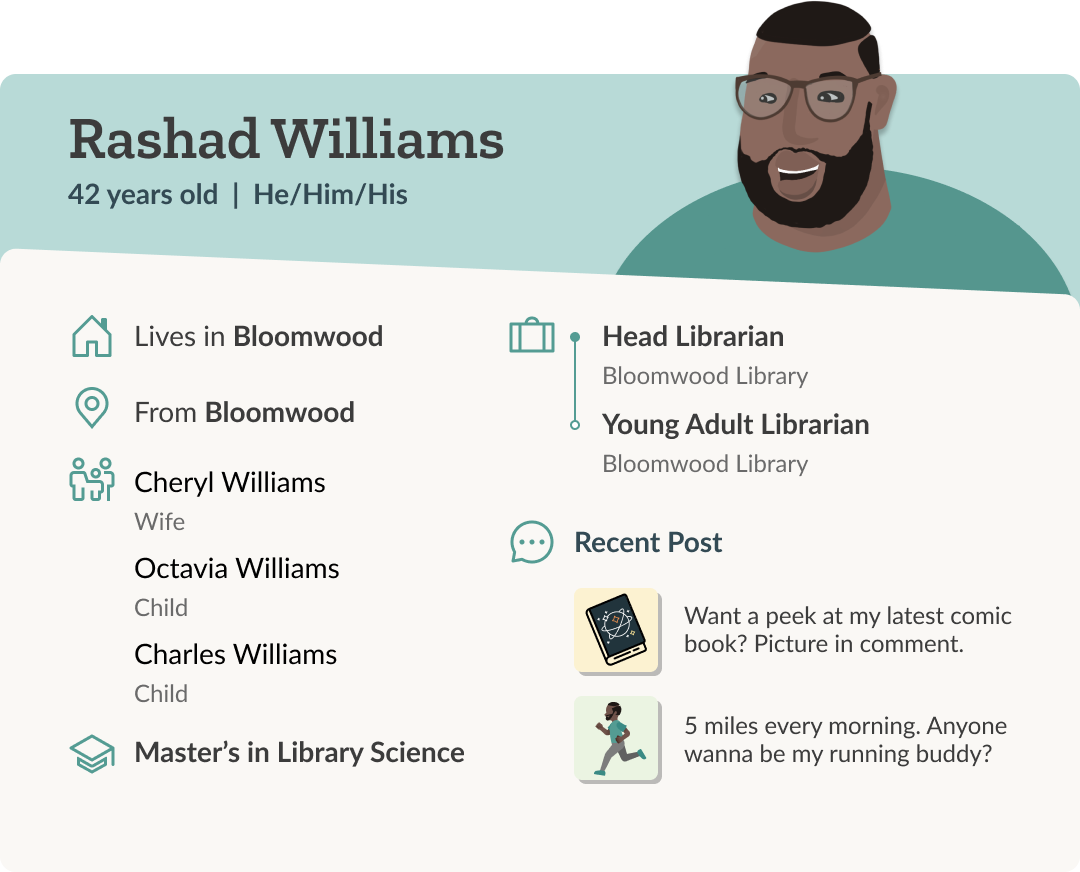 Rashad Williams
42 years old | He/Him/His
Lives in Bloomwood
From Bloomwood
Cheryl Williams
Wife
Octavia Williams
Child
Charles Williams
Child
Master’s in Library Science
Head Librarian
Bloomwood Library
Young Adult Librarian
Bloomwood Library
Recent Post
Want a peek at my latest comic
book? Picture in comment.
5 miles every morning. Anyone
wanna be my running buddy?